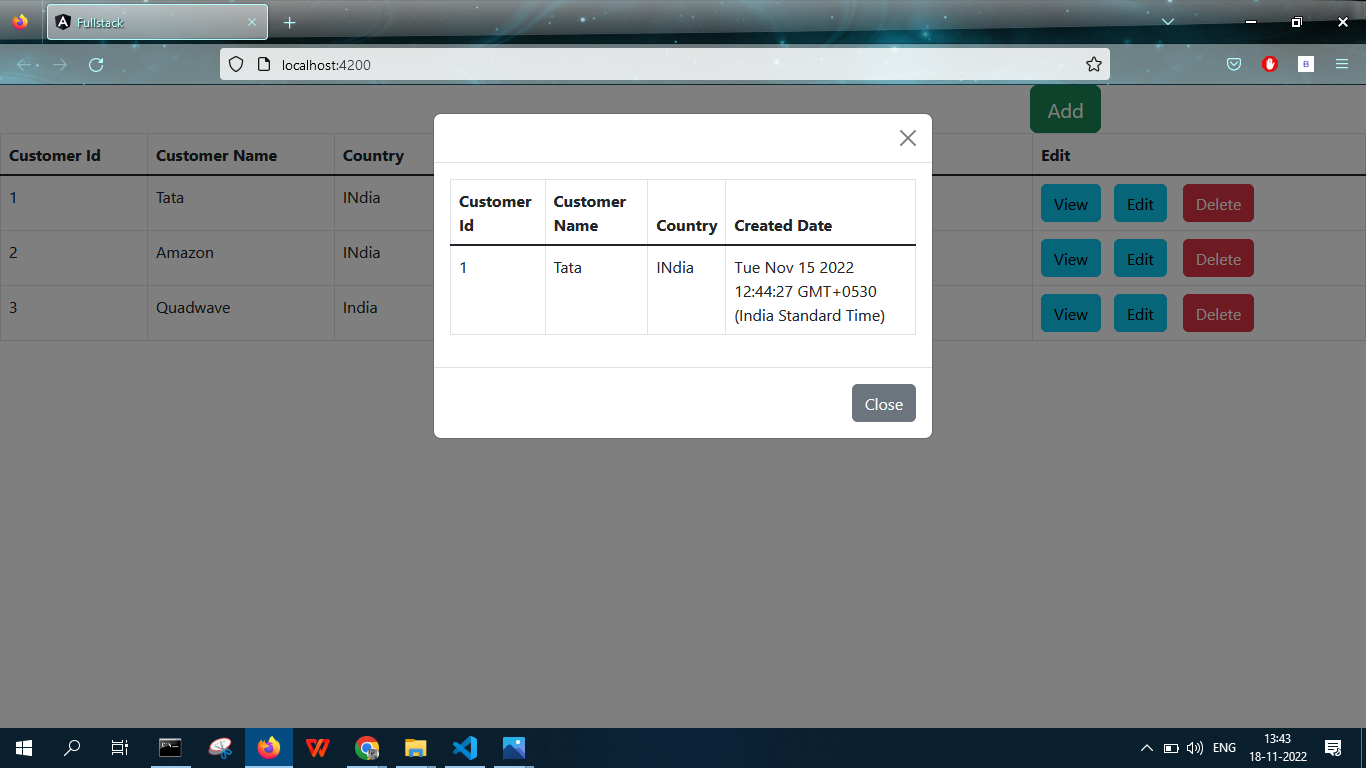 Fullstack
localhost:4200
Add
Customer Id Customer Name Country Edit
1 Tata INdia View Edit Delete
2 Amazon INdia View Edit Delete
3 Quadwave India View Edit Delete
Customer
Id
Customer
Name
Country
Created Date
1
Tata
INdia
Tue Nov 15 2022
12:44:27 GMT+0530
(India Standard Time)
Close
ENG
13:43
18-11-2022